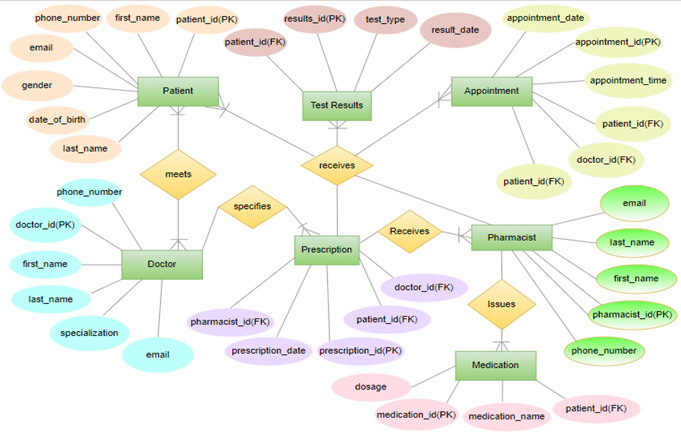 phone_number
first_name
patient_id(PK)
results_id(PK)
test_type
result_date
appointment_date
email
patient_id(FK)
appointment_id(PK)
gender
Patient
Test Results
Appointment
appointment_time
date_of_birth
patient_id(FK)
last_name
doctor_id(FK)
meets
receives
patient_id(FK)
phone_number
specifies
email
doctor_id(PK)
Receives
Pharmacist
last_name
first_name
Doctor
Prescription
first_name
last_name
doctor_id(FK)
Issues
pharmacist_id(PK)
specialization
pharmacist_id(FK)
patient_id(FK)
email
prescription_date
prescription_id(PK)
phone_number
Medication
dosage
medication_id(PK)
medication_name
patient_id(FK)